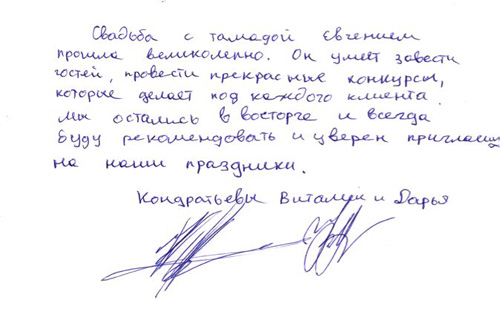 Свадьба с тамадой Евгением
прошла великолепно. Он умеет завести
гостей, провести прекрасные конкурсы,
которые делает под каждого клиента.
Мы остались в восторге и всегда
буду рекомендовать и уверен приглашу
на наши праздники.
Кондратьевы Виталий и Дарья